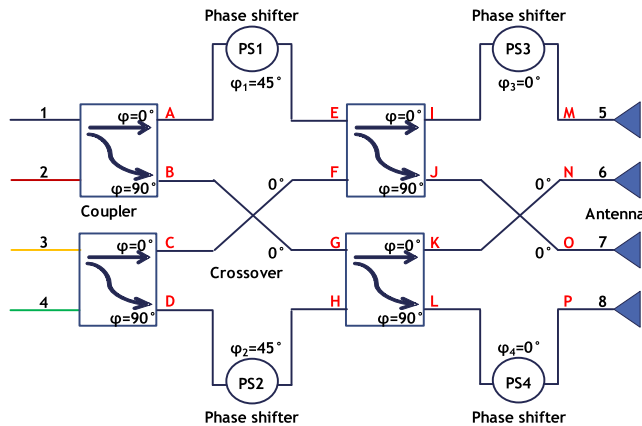 Phase shifter
Phase shifter
PS1
PS3
φ1=45°
φ3=0°
1
φ=0°
A
E
φ=0°
I
M
5
2
φ=90°
B
0°
F
φ=90°
J
0°
N
6
Coupler
Antenna
3
φ=0°
C
Crossover
0°
G
φ=0°
K
0°
O
7
4
φ=90°
D
H
φ=90°
L
P
8
φ2=45°
φ4=0°
PS2
PS4
Phase shifter
Phase shifter